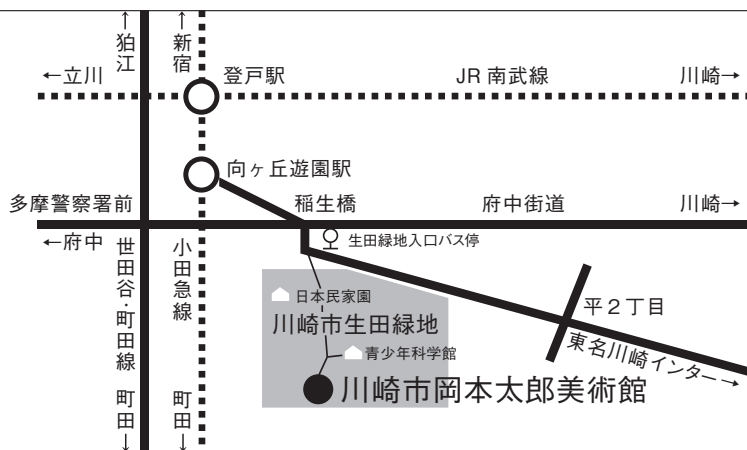 ←狛江
←新宿
←立川
登戸駅
JR 南武線
川崎→
向ヶ丘遊園駅
多摩警察署前
稲生橋
府中街道
川崎→
←府中
生田緑地入口バス停
世田谷・町田線
小田急線
日本民家園
川崎市生田緑地
平2丁目
青少年科学館
東名川崎インター→
川崎市岡本太郎美術館
町田→
町田→